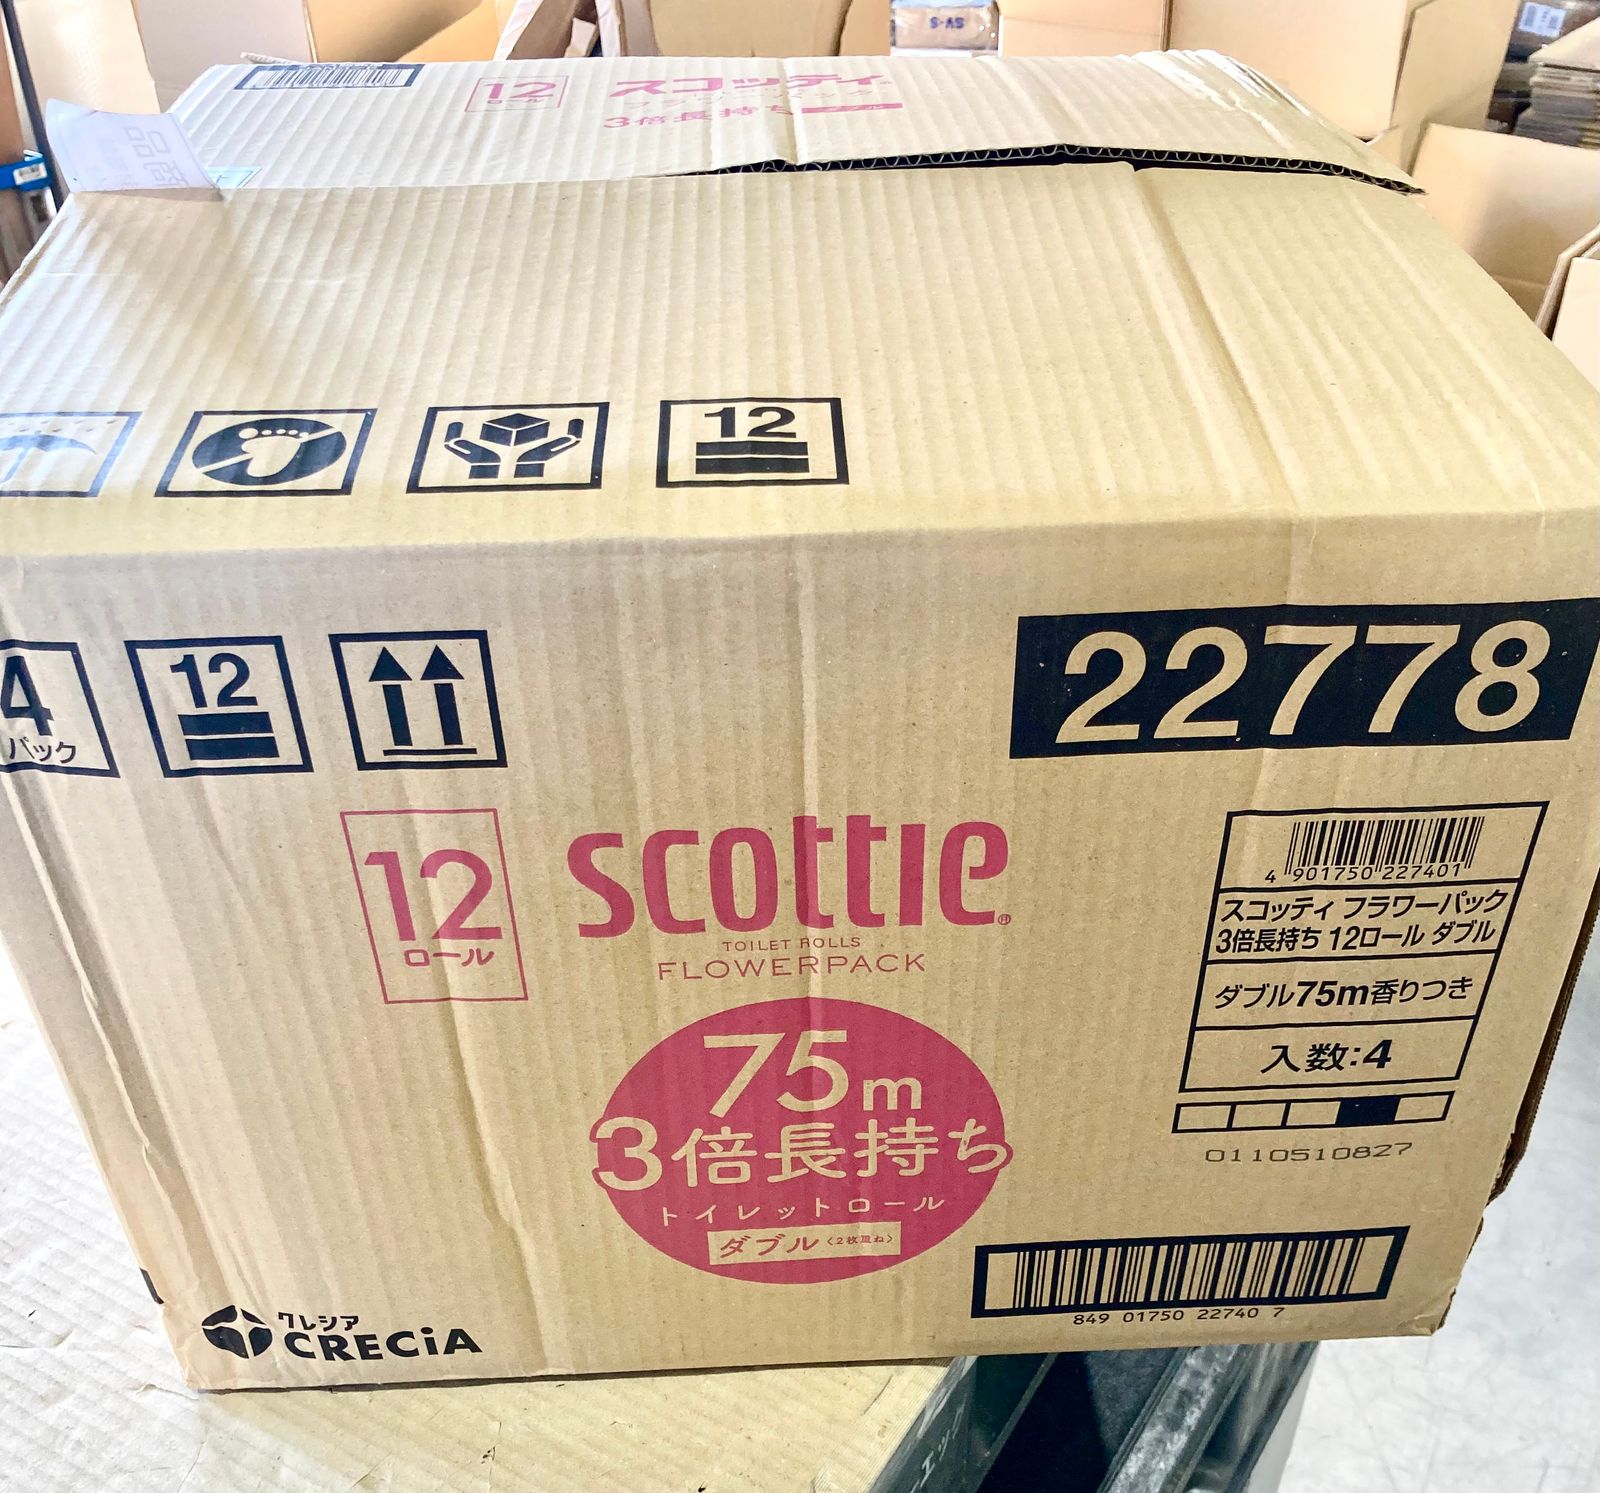 SV-S
12
ロール
スコッティ
3倍長持ち
12
4
パック
12
22778
12
ロール
scottie®
TOILET ROLLS
FLOWERPACK
75m
3倍長持ち
トイレットロール
ダブル〈2枚重ね〉
4 901750 227401
スコッティ フラワーパック
3倍長持ち 12ロール ダブル
ダブル75m香りつき
入数:4
0110510827
849 01750 22740 7
クレシア
CRECiA